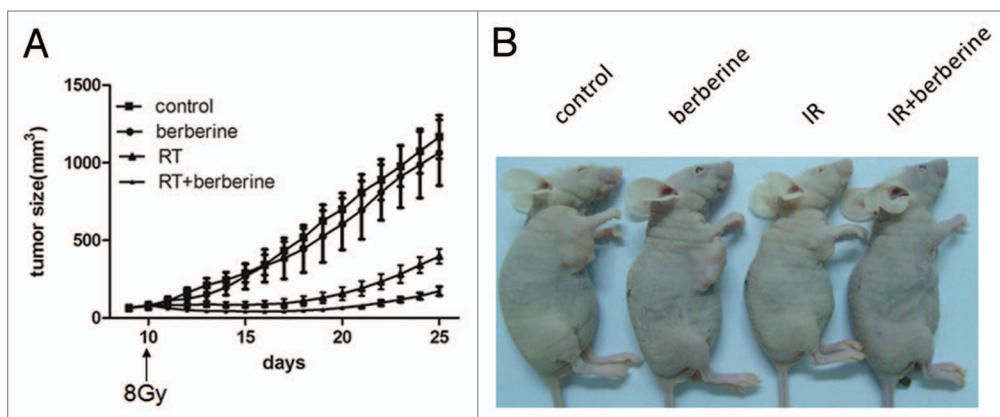 A
tumor size(mm³)
1500
1000
500
0
control
berberine
RT
RT+berberine
10
15
20
25
days
8Gy
B
control
berberine
IR
IR+berberine